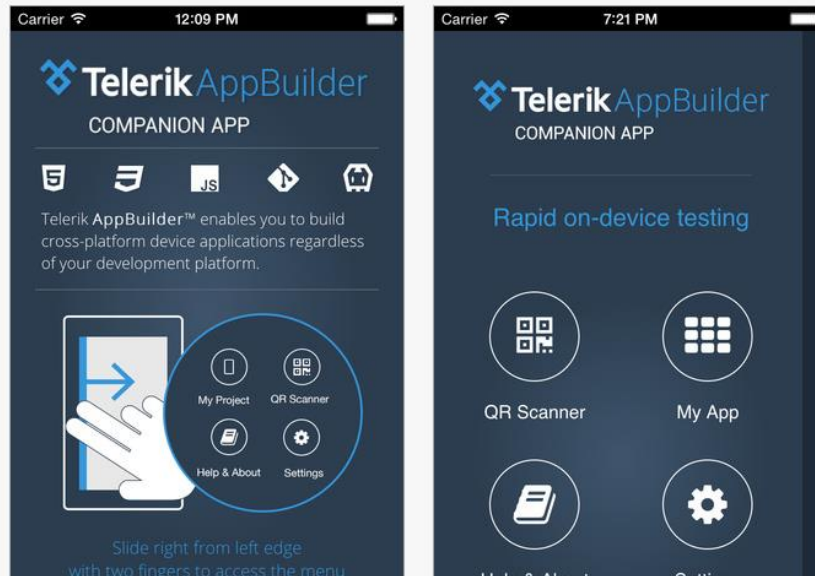 Carrier 12:09 PM
Telerik AppBuilder
COMPANION APP
JS
Telerik AppBuilder™ enables you to build
cross-platform device applications regardless
of your development platform.
My Project QR Scanner
Help & About Settings
Slide right from left edge
with two fingers to access the menu
Carrier 7:21 PM
Telerik AppBuilder
COMPANION APP
Rapid on-device testing
QR Scanner My App
Help & About Settings